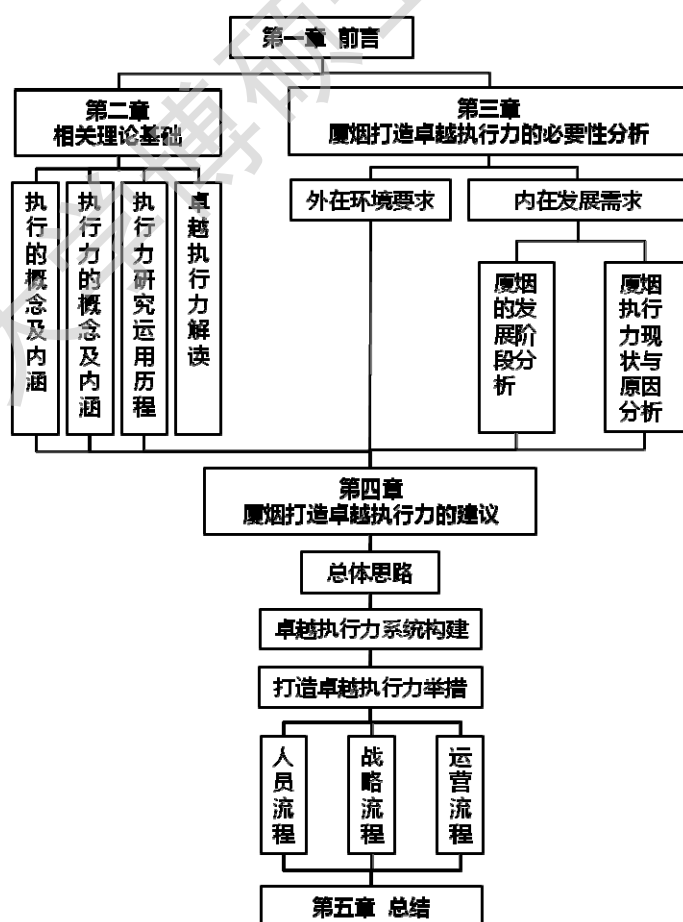 第一章 前言
第二章
相关理论基础
第三章
厦烟打造卓越执行力的必要性分析
执行的概念及内涵
执行力的概念及内涵
执行力研究运用历程
卓越执行力解读
外在环境要求
内在发展需求
厦烟的发展阶段分析
厦烟执行力现状与原因分析
第四章
厦烟打造卓越执行力的建议
总体思路
卓越执行力系统构建
打造卓越执行力举措
人员流程
战略流程
运营流程
第五章 总结
大学博硕